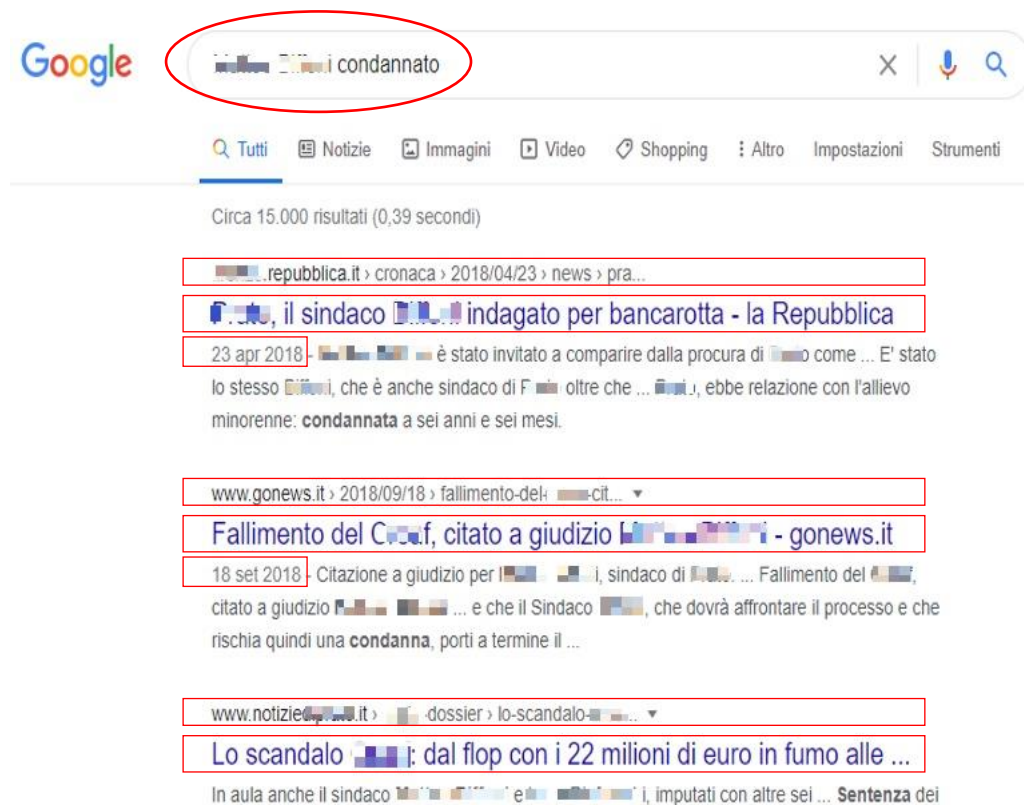 Google
condannato
Tutti Notizie Immagini Video Shopping Altro Impostazioni Strumenti
Circa 15.000 risultati (0,39 secondi)
.repubblica.it › cronaca › 2018/04/23 › news › pra...
, il sindaco indagato per bancarotta - la Repubblica
23 apr 2018 - è stato invitato a comparire dalla procura di come ... E' stato
lo stesso , che è anche sindaco di oltre che ... , ebbe relazione con l'allievo
minorenne: condannata a sei anni e sei mesi.
www.gonews.it › 2018/09/18 › fallimento-del- -cit...
Fallimento del , citato a giudizio - gonews.it
18 set 2018 - Citazione a giudizio per , sindaco di ... Fallimento del ,
citato a giudizio ... e che il Sindaco , che dovrà affrontare il processo e che
rischia quindi una condanna, porti a termine il ...
.it › -dossier › lo-scandalo- ...
Lo scandalo : dal flop con i 22 milioni di euro in fumo alle ...
In aula anche il sindaco e , imputati con altre sei ... Sentenza dei